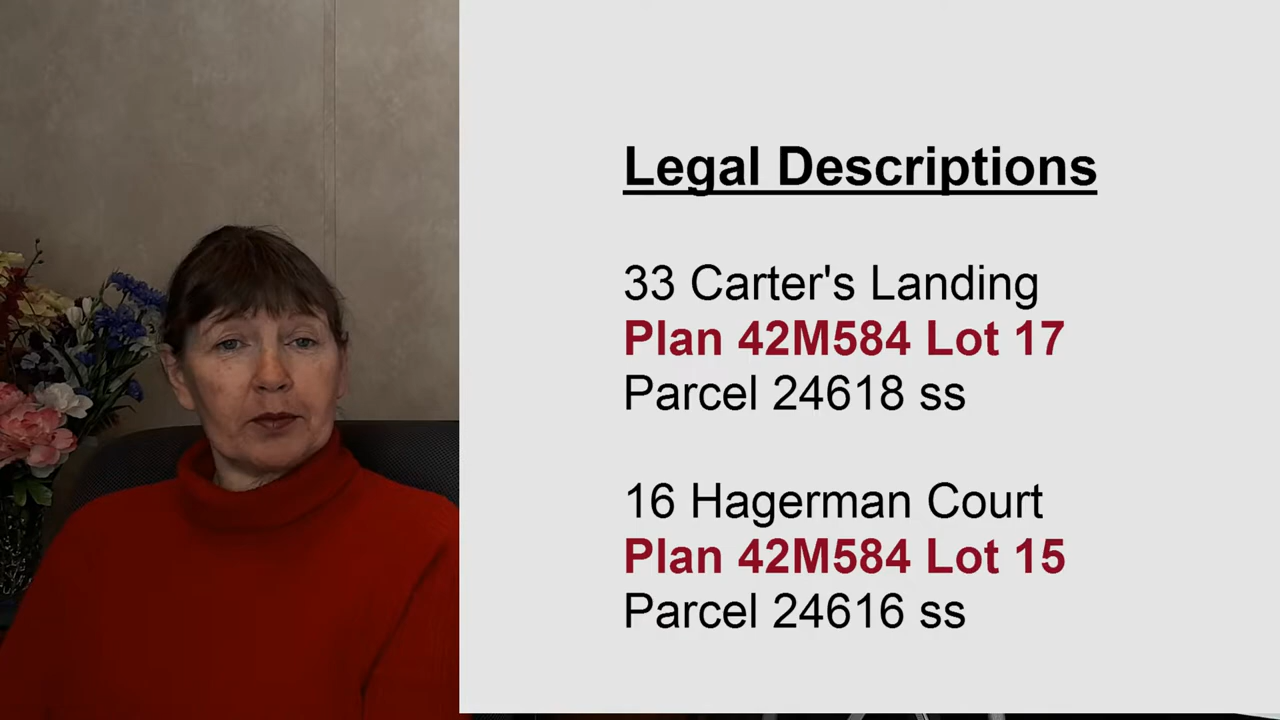 Legal Descriptions
33 Carter's Landing
Plan 42M584 Lot 17
Parcel 24618 ss
16 Hagerman Court
Plan 42M584 Lot 15
Parcel 24616 ss